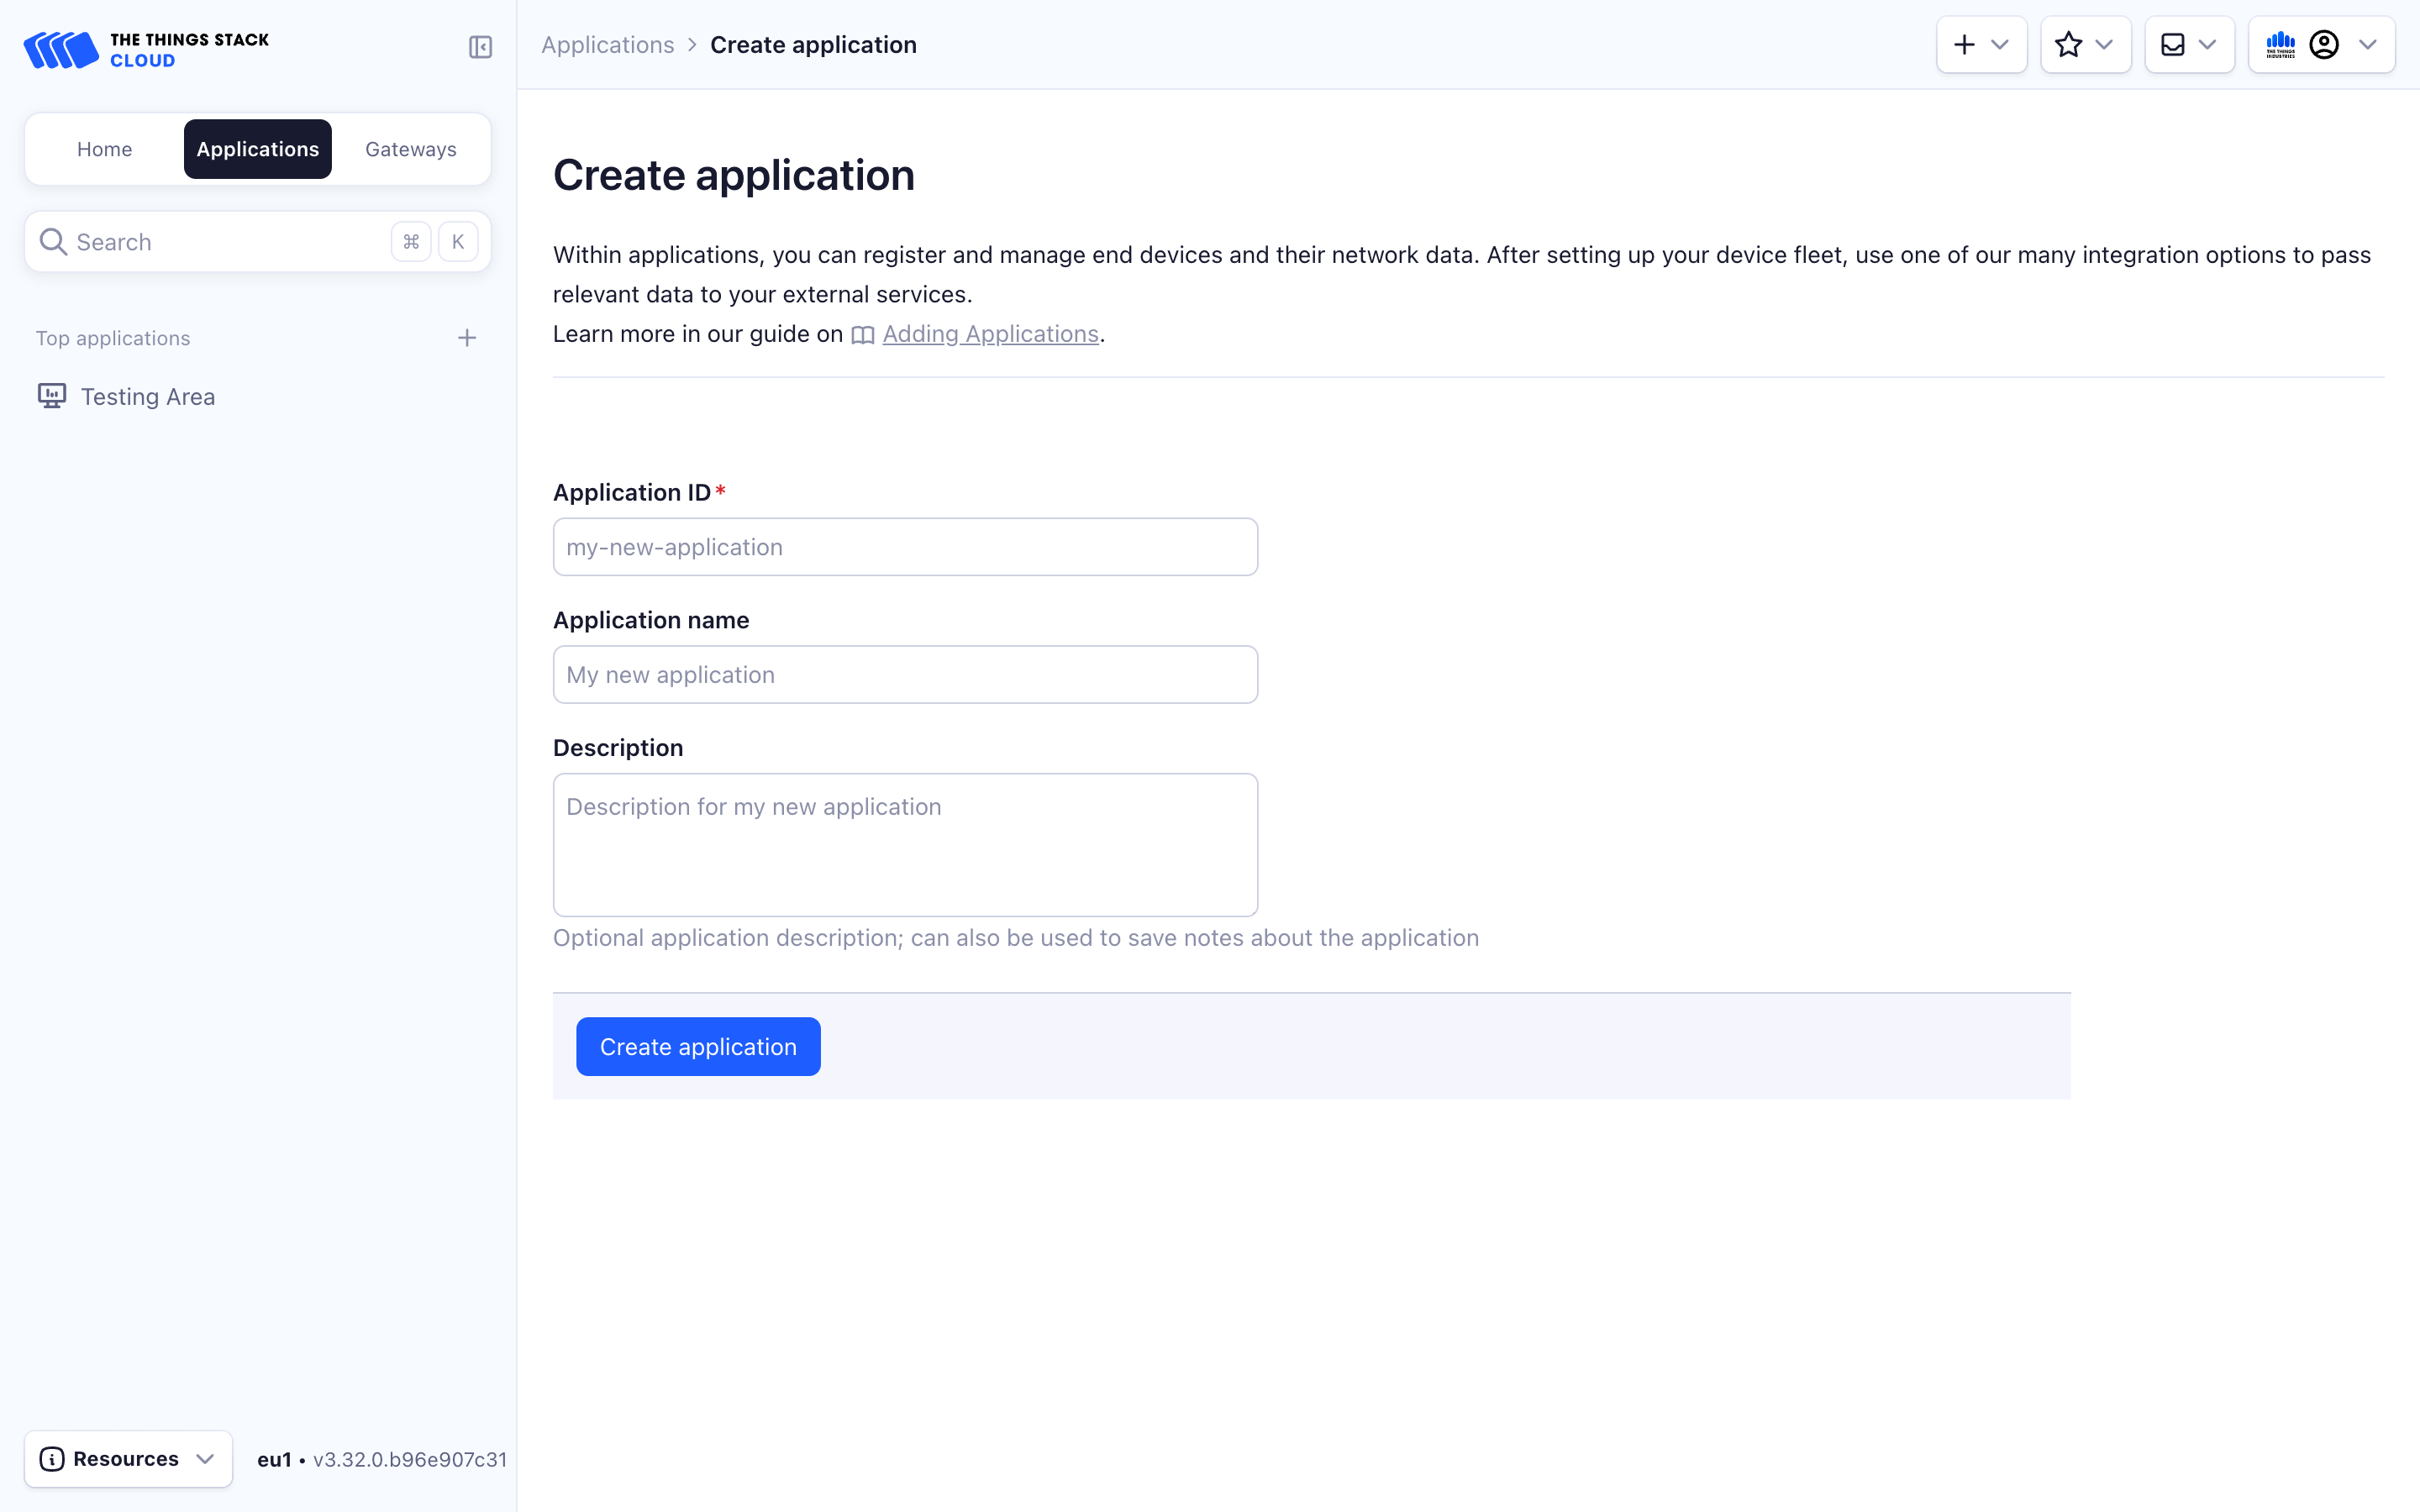 THE THINGS STACK
CLOUD
Home
Applications
Gateways
Search
⌘
K
Top applications
Testing Area
Resources
eu1 • v3.32.0.b96e907c31
Applications > Create application
THE THINGS
INDUSTRIES
Create application
Within applications, you can register and manage end devices and their network data. After setting up your device fleet, use one of our many integration options to pass
relevant data to your external services.
Learn more in our guide on Adding Applications.
Application ID*
my-new-application
Application name
My new application
Description
Description for my new application
Optional application description; can also be used to save notes about the application
Create application